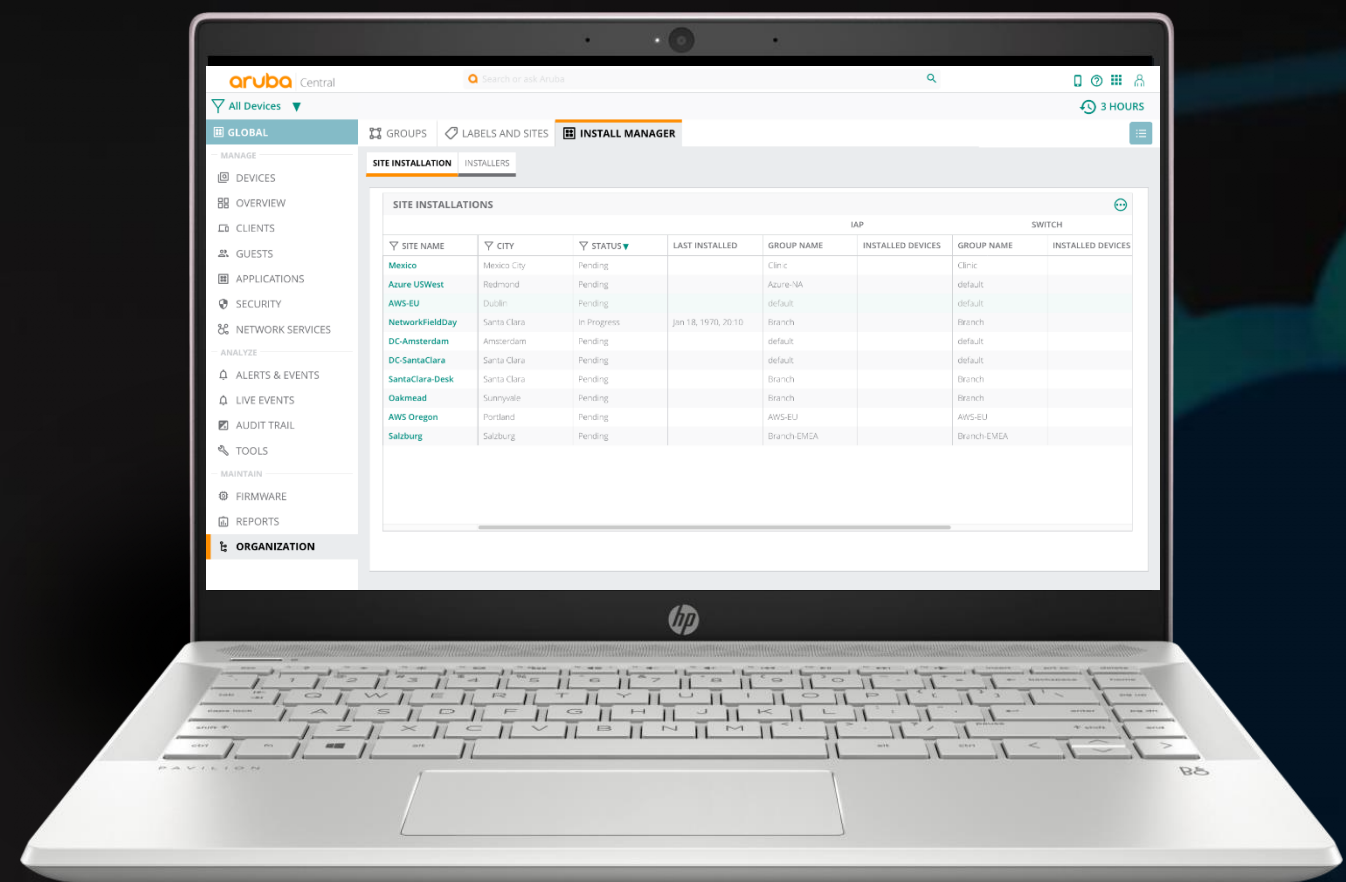 aruba Central
Search or ask Aruba
All Devices
3 HOURS
GLOBAL
GROUPS
LABELS AND SITES
INSTALL MANAGER
MANAGE
SITE INSTALLATION
INSTALLERS
DEVICES
OVERVIEW
CLIENTS
GUESTS
APPLICATIONS
SECURITY
NETWORK SERVICES
ANALYZE
ALERTS & EVENTS
LIVE EVENTS
AUDIT TRAIL
TOOLS
MAINTAIN
FIRMWARE
REPORTS
ORGANIZATION
SITE INSTALLATIONS
IAP SWITCH
SITE NAME CITY STATUS LAST INSTALLED GROUP NAME INSTALLED DEVICES GROUP NAME INSTALLED DEVICES
Mexico Mexico City Pending Clinic Clinic
Azure USWest Redmond Pending Azure-NA default
AWS-EU Dublin Pending default default
NetworkFieldDay Santa Clara In Progress Jan 18, 1970, 20:10 Branch Branch
DC-Amsterdam Amsterdam Pending default default
DC-SantaClara Santa Clara Pending default default
SantaClara-Desk Santa Clara Pending Branch Branch
Oakmead Sunnyvale Pending Branch Branch
AWS Oregon Portland Pending AWS-EU AWS-EU
Salzburg Salzburg Pending Branch-EMEA Branch-EMEA
hp
Q W E R T Y U I O P
A S D F G H J K L
Z X C V B N M
PAVILION
B&O